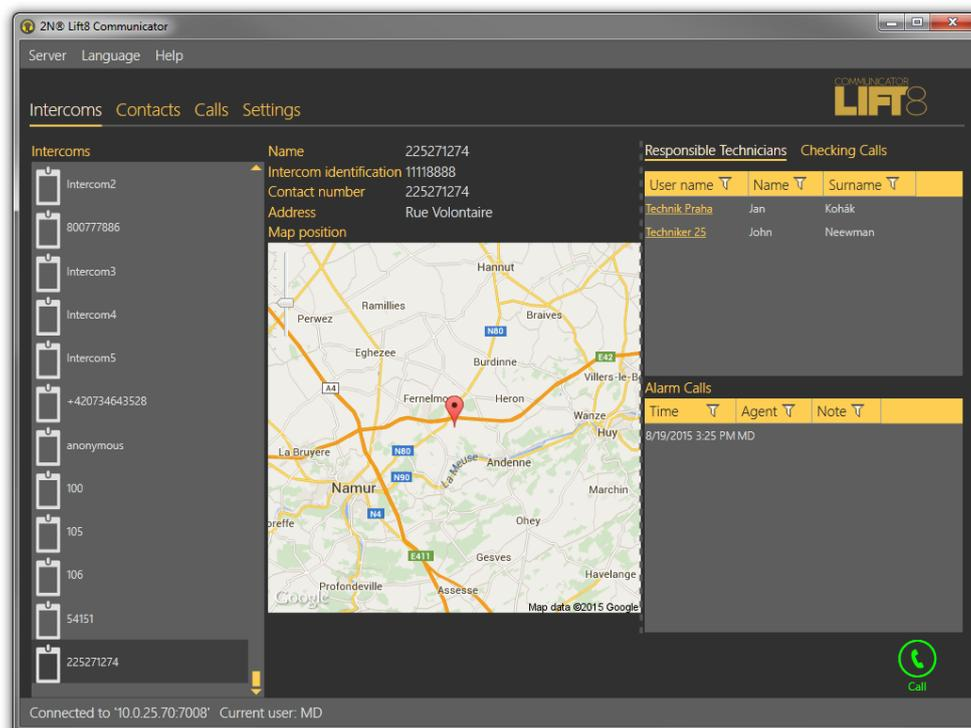 2N® Lift8 Communicator
Server Language Help
COMMUNICATOR
LIFT8
Intercoms Contacts Calls Settings
Intercoms
Intercom2
800777886
Intercom3
Intercom4
Intercom5
+420734643528
anonymous
100
105
106
54151
225271274
Name 225271274
Intercom identification 11118888
Contact number 225271274
Address Rue Volontaire
Map position
Hannut
Ramillies
Perwez
Braives
N80
Eghezee
E42
Burdinne
Villers-le-B
A4
Fernelmo
Heron
Wanze
Huy
La Bruyere
N80
La Meuse
Andenne
N90
Namur
Marchin
N4
oreffe
Ohey
E411
Gesves
Havelange
Profondeville
Assesse
Google
Map data ©2015 Google
Responsible Technicians Checking Calls
User name Name Surname
Technik Praha Jan Kohák
Techniker 25 John Neewman
Alarm Calls
Time Agent Note
8/19/2015 3:25 PM MD
Call
Connected to '10.0.25.70:7008' Current user: MD